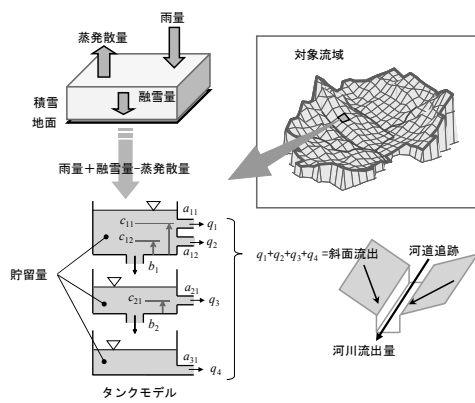 雨量
蒸発散量
融雪量
積雪
地面
対象流域
雨量＋融雪量−蒸発散量
a11
c11
q1
c12
q2
a12
b1
貯留量
a21
c21
q3
b2
a31
q4
タンクモデル
q1+q2+q3+q4 =斜面流出
河道追跡
河川流出量